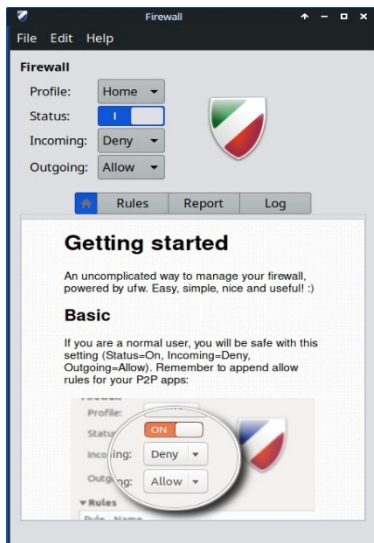 Firewall
File Edit Help
Firewall
Profile: Home
Status:
Incoming: Deny
Outgoing: Allow
Rules Report Log
Getting started
An uncomplicated way to manage your firewall,
powered by ufw. Easy, simple, nice and useful! :)
Basic
If you are a normal user, you will be safe with this
setting (Status=On, Incoming=Deny,
Outgoing=Allow). Remember to append allow
rules for your P2P apps:
Profile:
ON
Deny
Allow
Rules
Rule Name